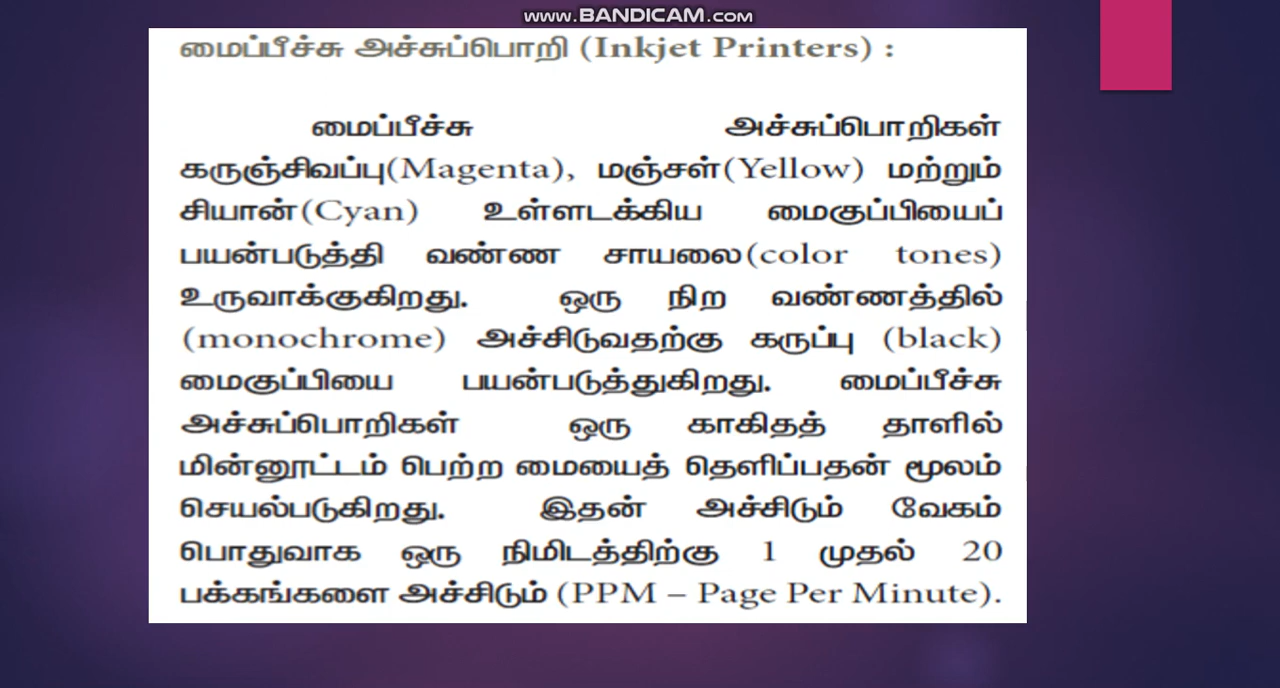 www.BANDICAM.com
மைப்பீச்சு அச்சுப்பொறி (Inkjet Printers) :
மைப்பீச்சு அச்சுப்பொறிகள்
கருஞ்சிவப்பு(Magenta), மஞ்சள்(Yellow) மற்றும்
சியான்(Cyan) உள்ளடக்கிய மைகுப்பியைப்
பயன்படுத்தி வண்ண சாயலை(color tones)
உருவாக்குகிறது. ஒரு நிற வண்ணத்தில்
(monochrome) அச்சிடுவதற்கு கருப்பு (black)
மைகுப்பியை பயன்படுத்துகிறது. மைப்பீச்சு
அச்சுப்பொறிகள் ஒரு காகிதத் தாளில்
மின்னூட்டம் பெற்ற மையைத் தெளிப்பதன் மூலம்
செயல்படுகிறது. இதன் அச்சிடும் வேகம்
பொதுவாக ஒரு நிமிடத்திற்கு 1 முதல் 20
பக்கங்களை அச்சிடும் (PPM – Page Per Minute).